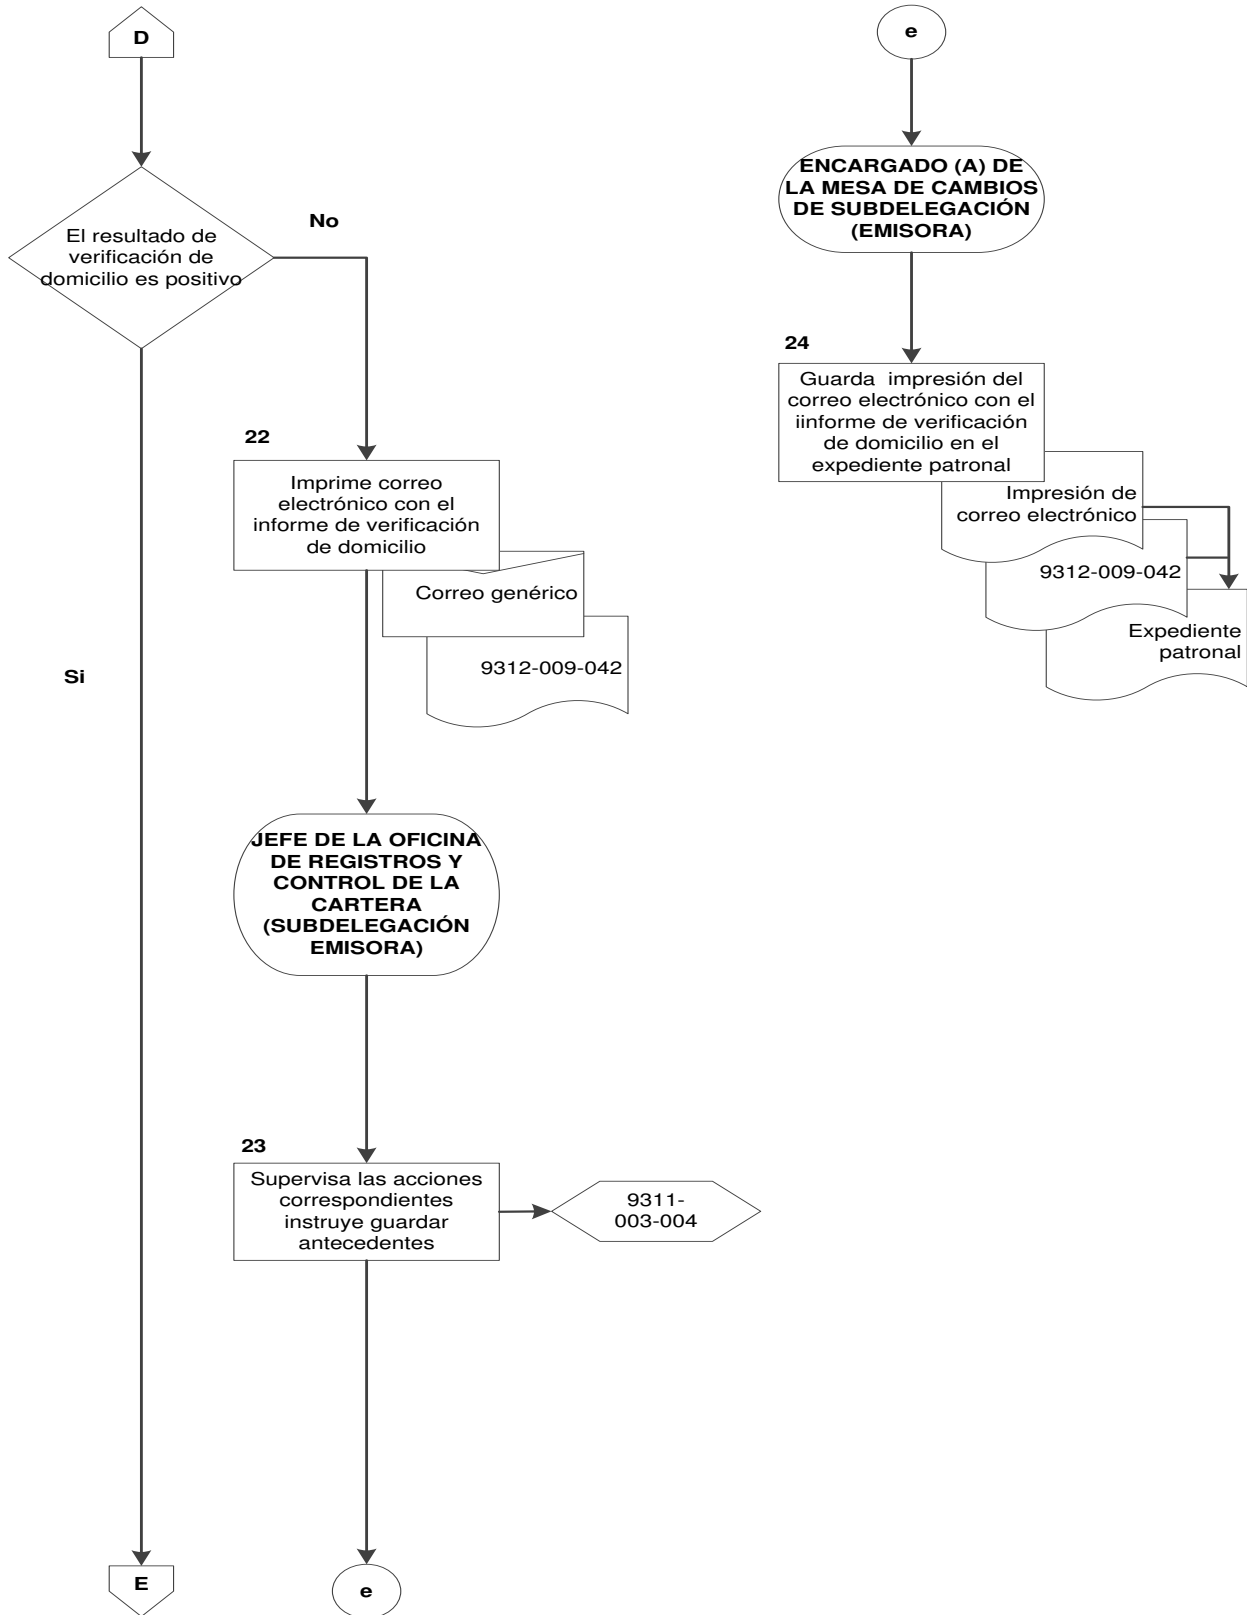 D
El resultado de
verificación de
domicilio es positivo
No
Si
22
Imprime correo
electrónico con el
informe de verificación
de domicilio
Correo genérico
9312-009-042
JEFE DE LA OFICINA
DE REGISTROS Y
CONTROL DE LA
CARTERA
(SUBDELEGACIÓN
EMISORA)
23
Supervisa las acciones
correspondientes
instruye guardar
antecedentes
9311-
003-004
E
e
e
ENCARGADO (A) DE
LA MESA DE CAMBIOS
DE SUBDELEGACIÓN
(EMISORA)
24
Guarda  impresión del
correo electrónico con el
iinforme de verificación
de domicilio en el
expediente patronal
Impresión de
correo electrónico
9312-009-042
Expediente
patronal